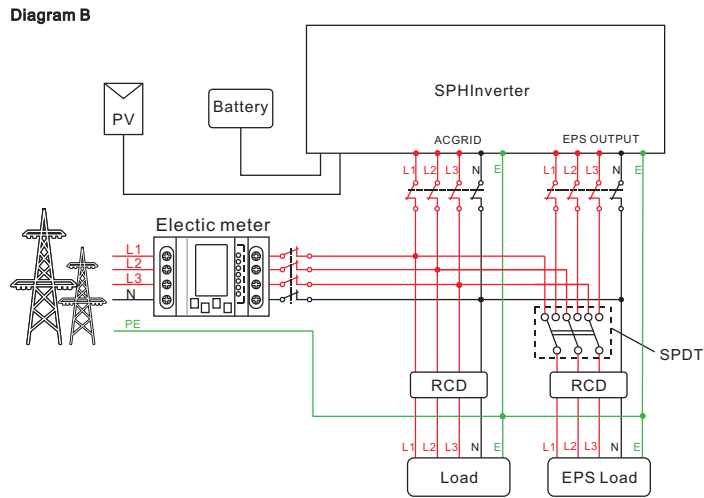 Diagram B
SPHInverter
PV
Battery
ACGRID
EPS OUTPUT
L1 L2 L3 N E
L1 L2 L3 N E
Electic meter
L1
L2
L3
N
PE
SPDT
RCD
RCD
L1 L2 L3 N E
L1 L2 L3 N E
Load
EPS Load